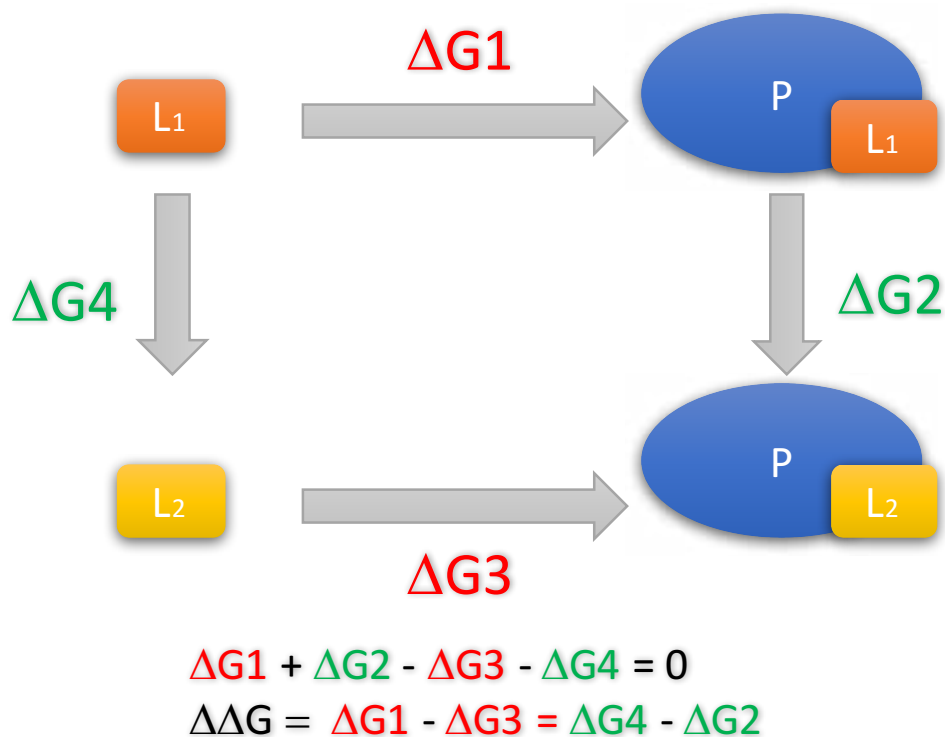 ΔG1
L1
P
L1
ΔG4
ΔG2
L2
P
L2
ΔG3
ΔG1 + ΔG2 - ΔG3 - ΔG4 = 0
ΔΔG = ΔG1 - ΔG3 = ΔG4 - ΔG2